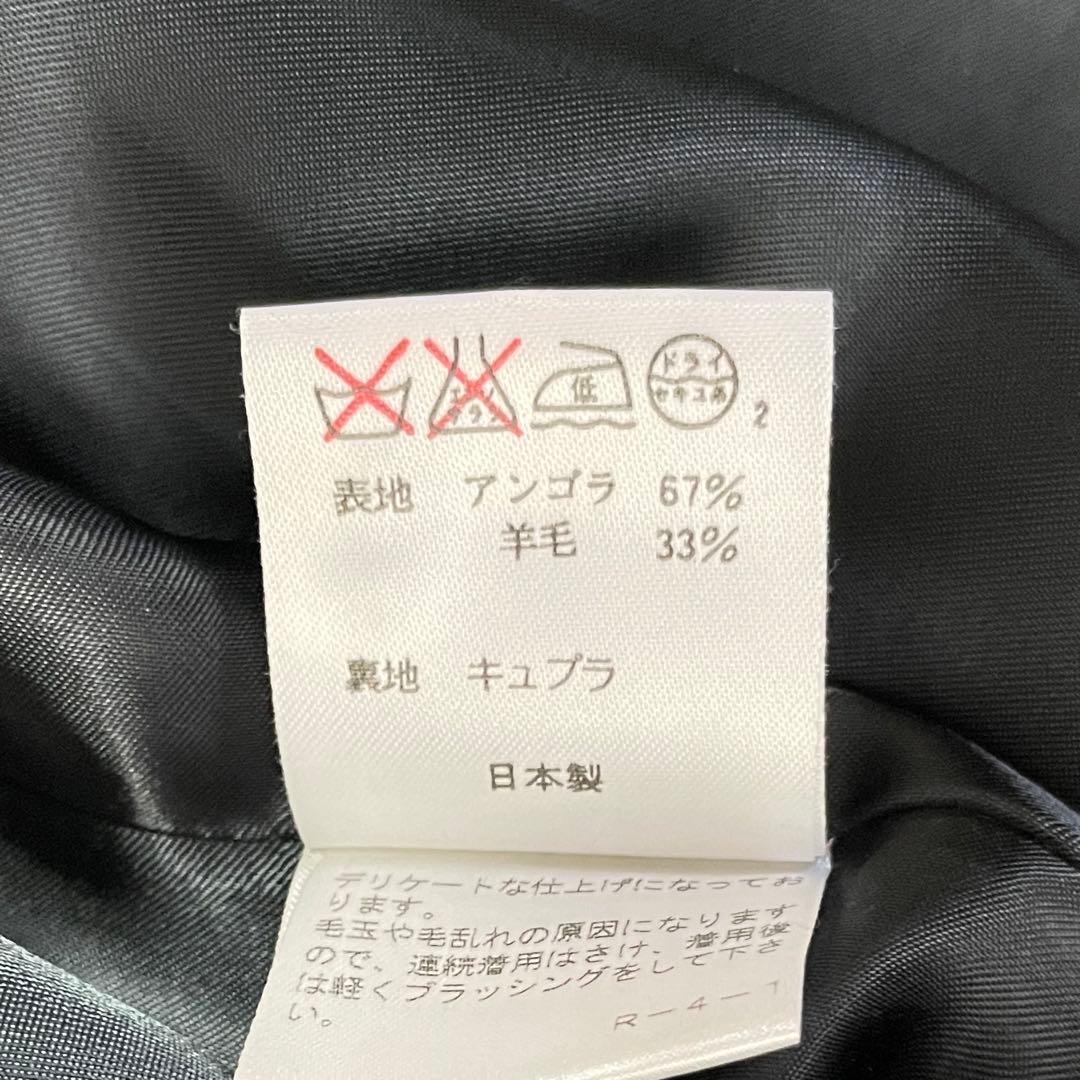 エンソ 低 ドライ
サラシ セキユ系
2
表地 アンゴラ 67%
羊毛 33%
裏地 キュプラ
日本製
デリケートな仕上げになってお
ります。
毛玉や毛乱れの原因になります
ので、連続着用はさけ、着用後
は軽くブラッシングをして下さ
い。
R-4-1